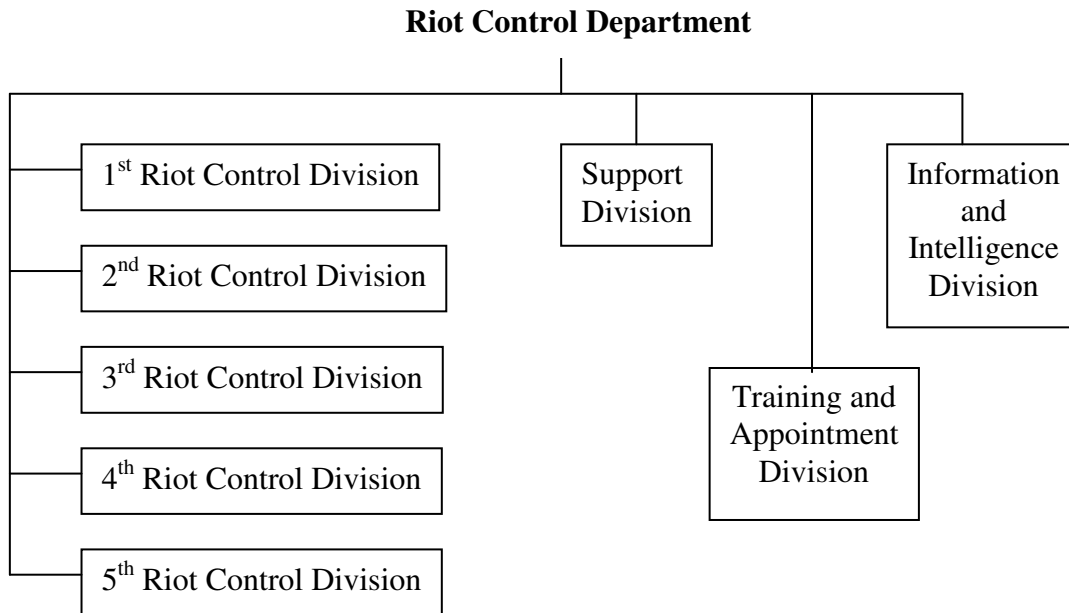 Riot Control Department
1st Riot Control Division
2nd Riot Control Division
3rd Riot Control Division
4th Riot Control Division
5th Riot Control Division
Support
Division
Training and
Appointment
Division
Information
and
Intelligence
Division